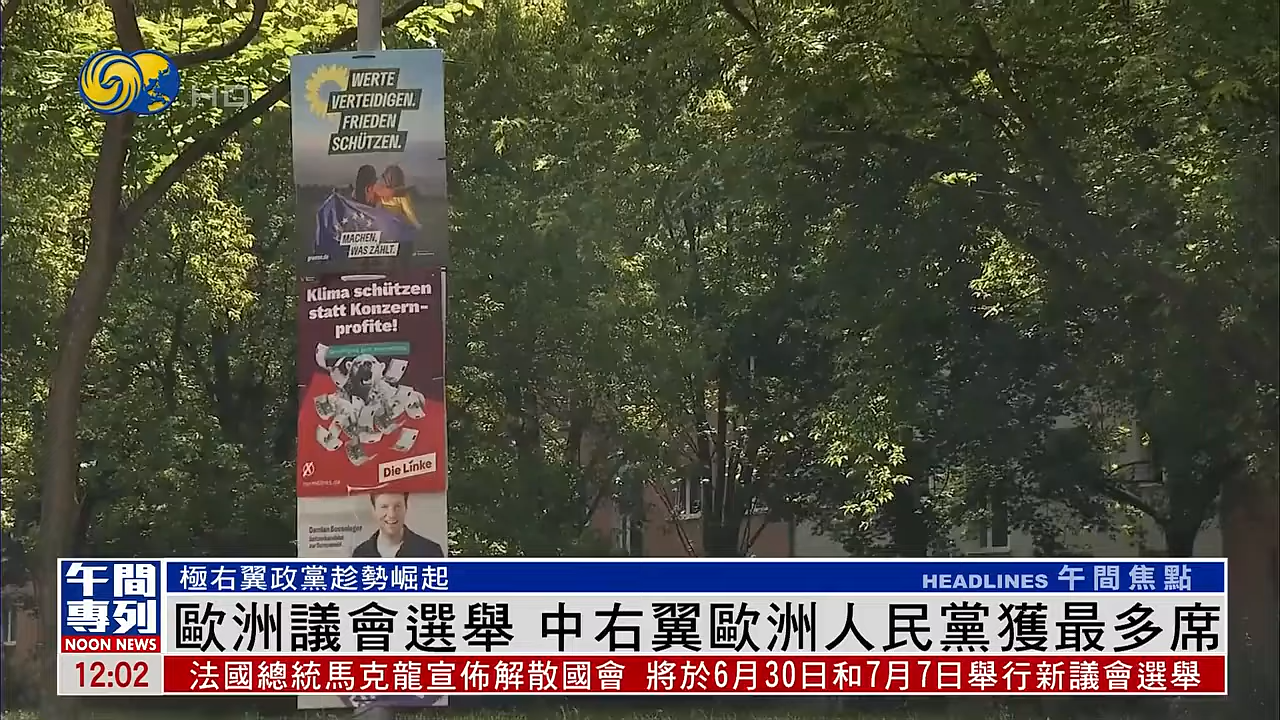 HD
WERTE
VERTEIDIGEN.
FRIEDEN
SCHÜTZEN.
MACHEN,
WAS ZÄHLT.
Klima schützen
statt Konzern-
profite!
Die Linke
極右翼政黨趁勢崛起
HEADLINES 午間焦點
午間
專列
NOON NEWS
歐洲議會選舉 中右翼歐洲人民黨獲最多席
12:02
法國總統馬克龍宣佈解散國會 將於6月30日和7月7日舉行新議會選舉